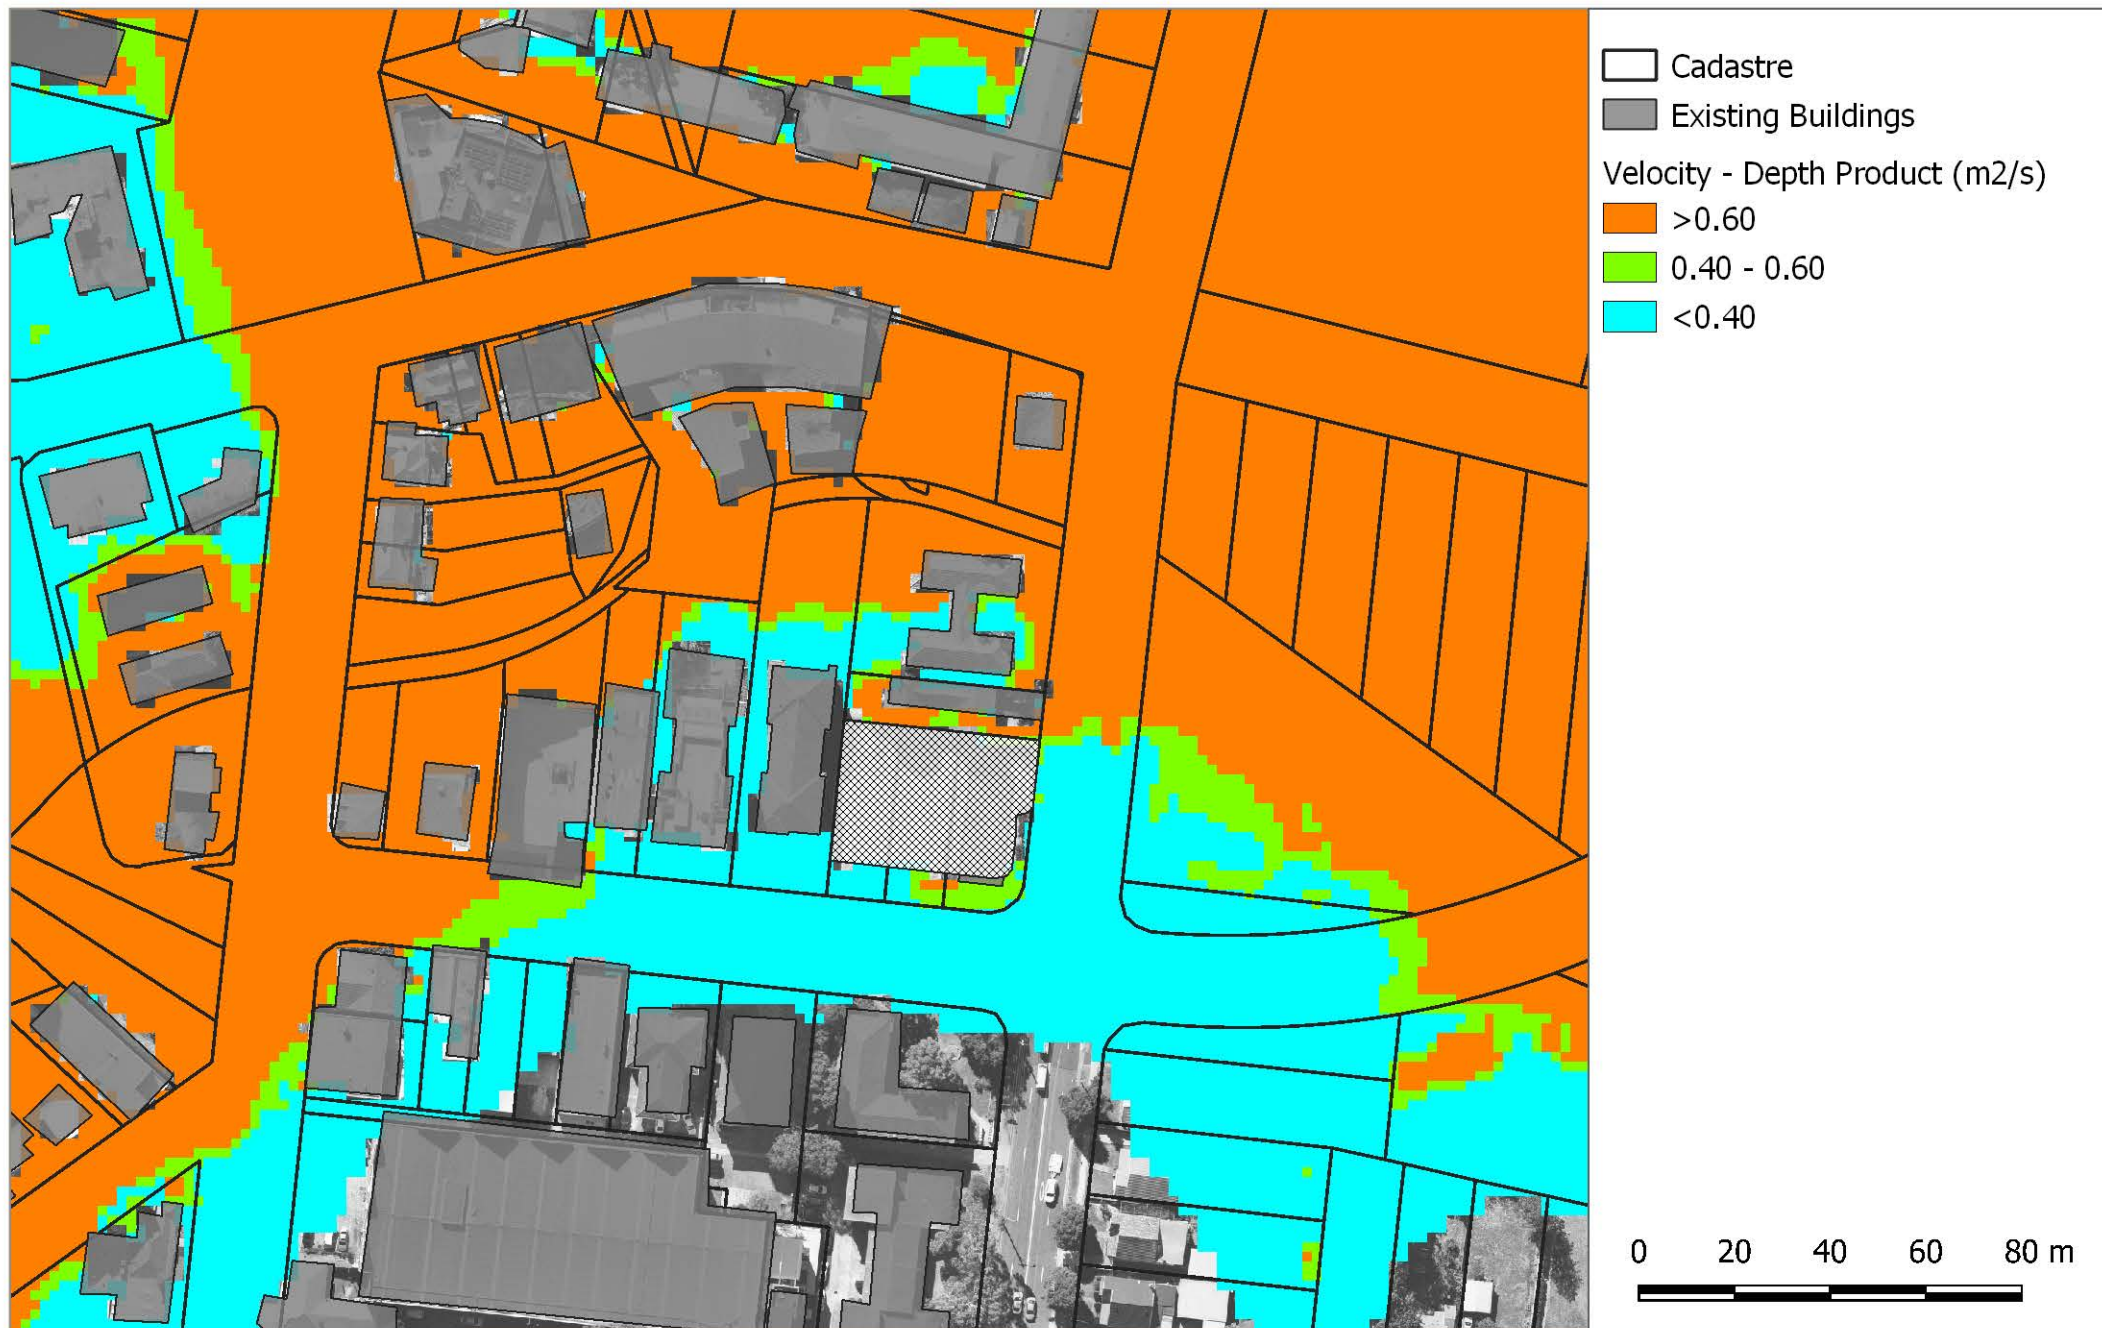 Cadastre
Existing Buildings
Velocity - Depth Product (m2/s)
>0.60
0.40 - 0.60
<0.40
0 20 40 60 80 m